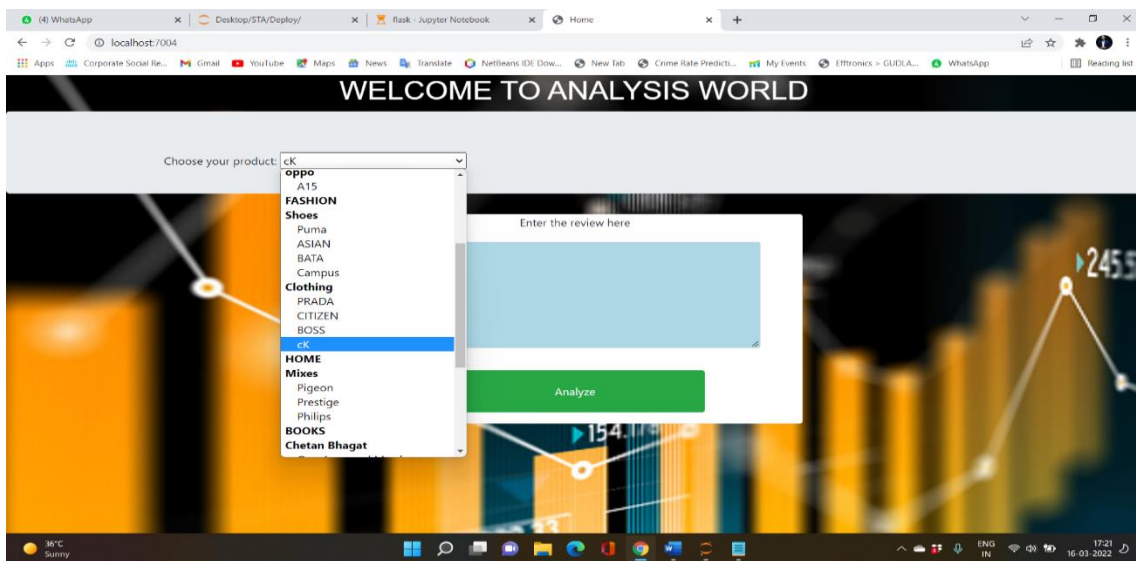 (4) WhatsApp
Desktop/STA/Deploy/
flask - Jupyter Notebook
Home
localhost:7004
Apps
Corporate Social Re...
Gmail
YouTube
Maps
News
Translate
NetBeans IDE Dow...
New Tab
Crime Rate Predicti...
My Events
Efftronics > GUDLA...
WhatsApp
Reading list
WELCOME TO ANALYSIS WORLD
Choose your product: cK
oppo
A15
FASHION
Shoes
Puma
ASIAN
BATA
Campus
Clothing
PRADA
CITIZEN
BOSS
cK
HOME
Mixes
Pigeon
Prestige
Philips
BOOKS
Chetan Bhagat
Enter the review here
Analyze
36°C
Sunny
ENG
IN
17:21
16-03-2022